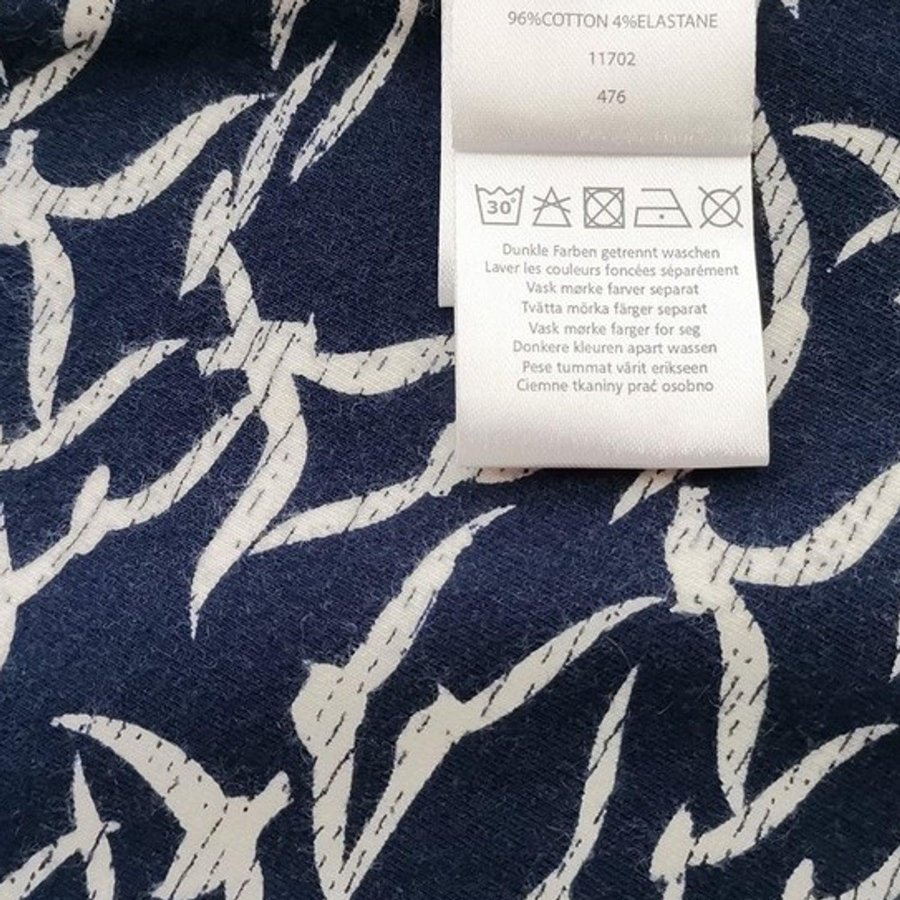 96%COTTON 4%ELASTANE
11702
476
30°
Dunkle Farben getrennt waschen
Laver les couleurs foncées séparément
Vask mørke farver separat
Tvätta mörka färger separat
Vask mørke farger for seg
Donkere kleuren apart wassen
Pese tummat värit erikseen
Ciemne tkaniny prać osobno